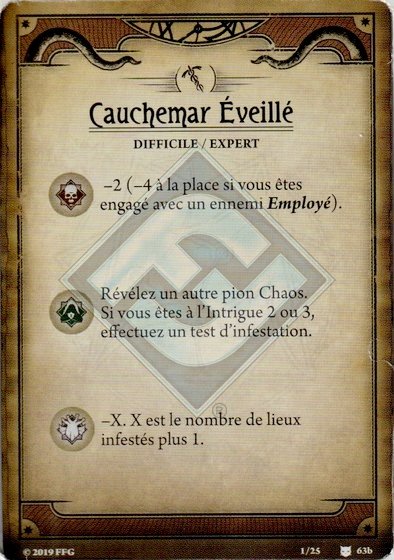 Cauchemar Éveillé
DIFFICILE / EXPERT
–2 (–4 à la place si vous êtes
engagé avec un ennemi Employé).
Révélez un autre pion Chaos.
Si vous êtes à l'Intrigue 2 ou 3,
effectuez un test d'infestation.
–X. X est le nombre de lieux
infestés plus 1.
®
© 2019 FFG 1/25 63b